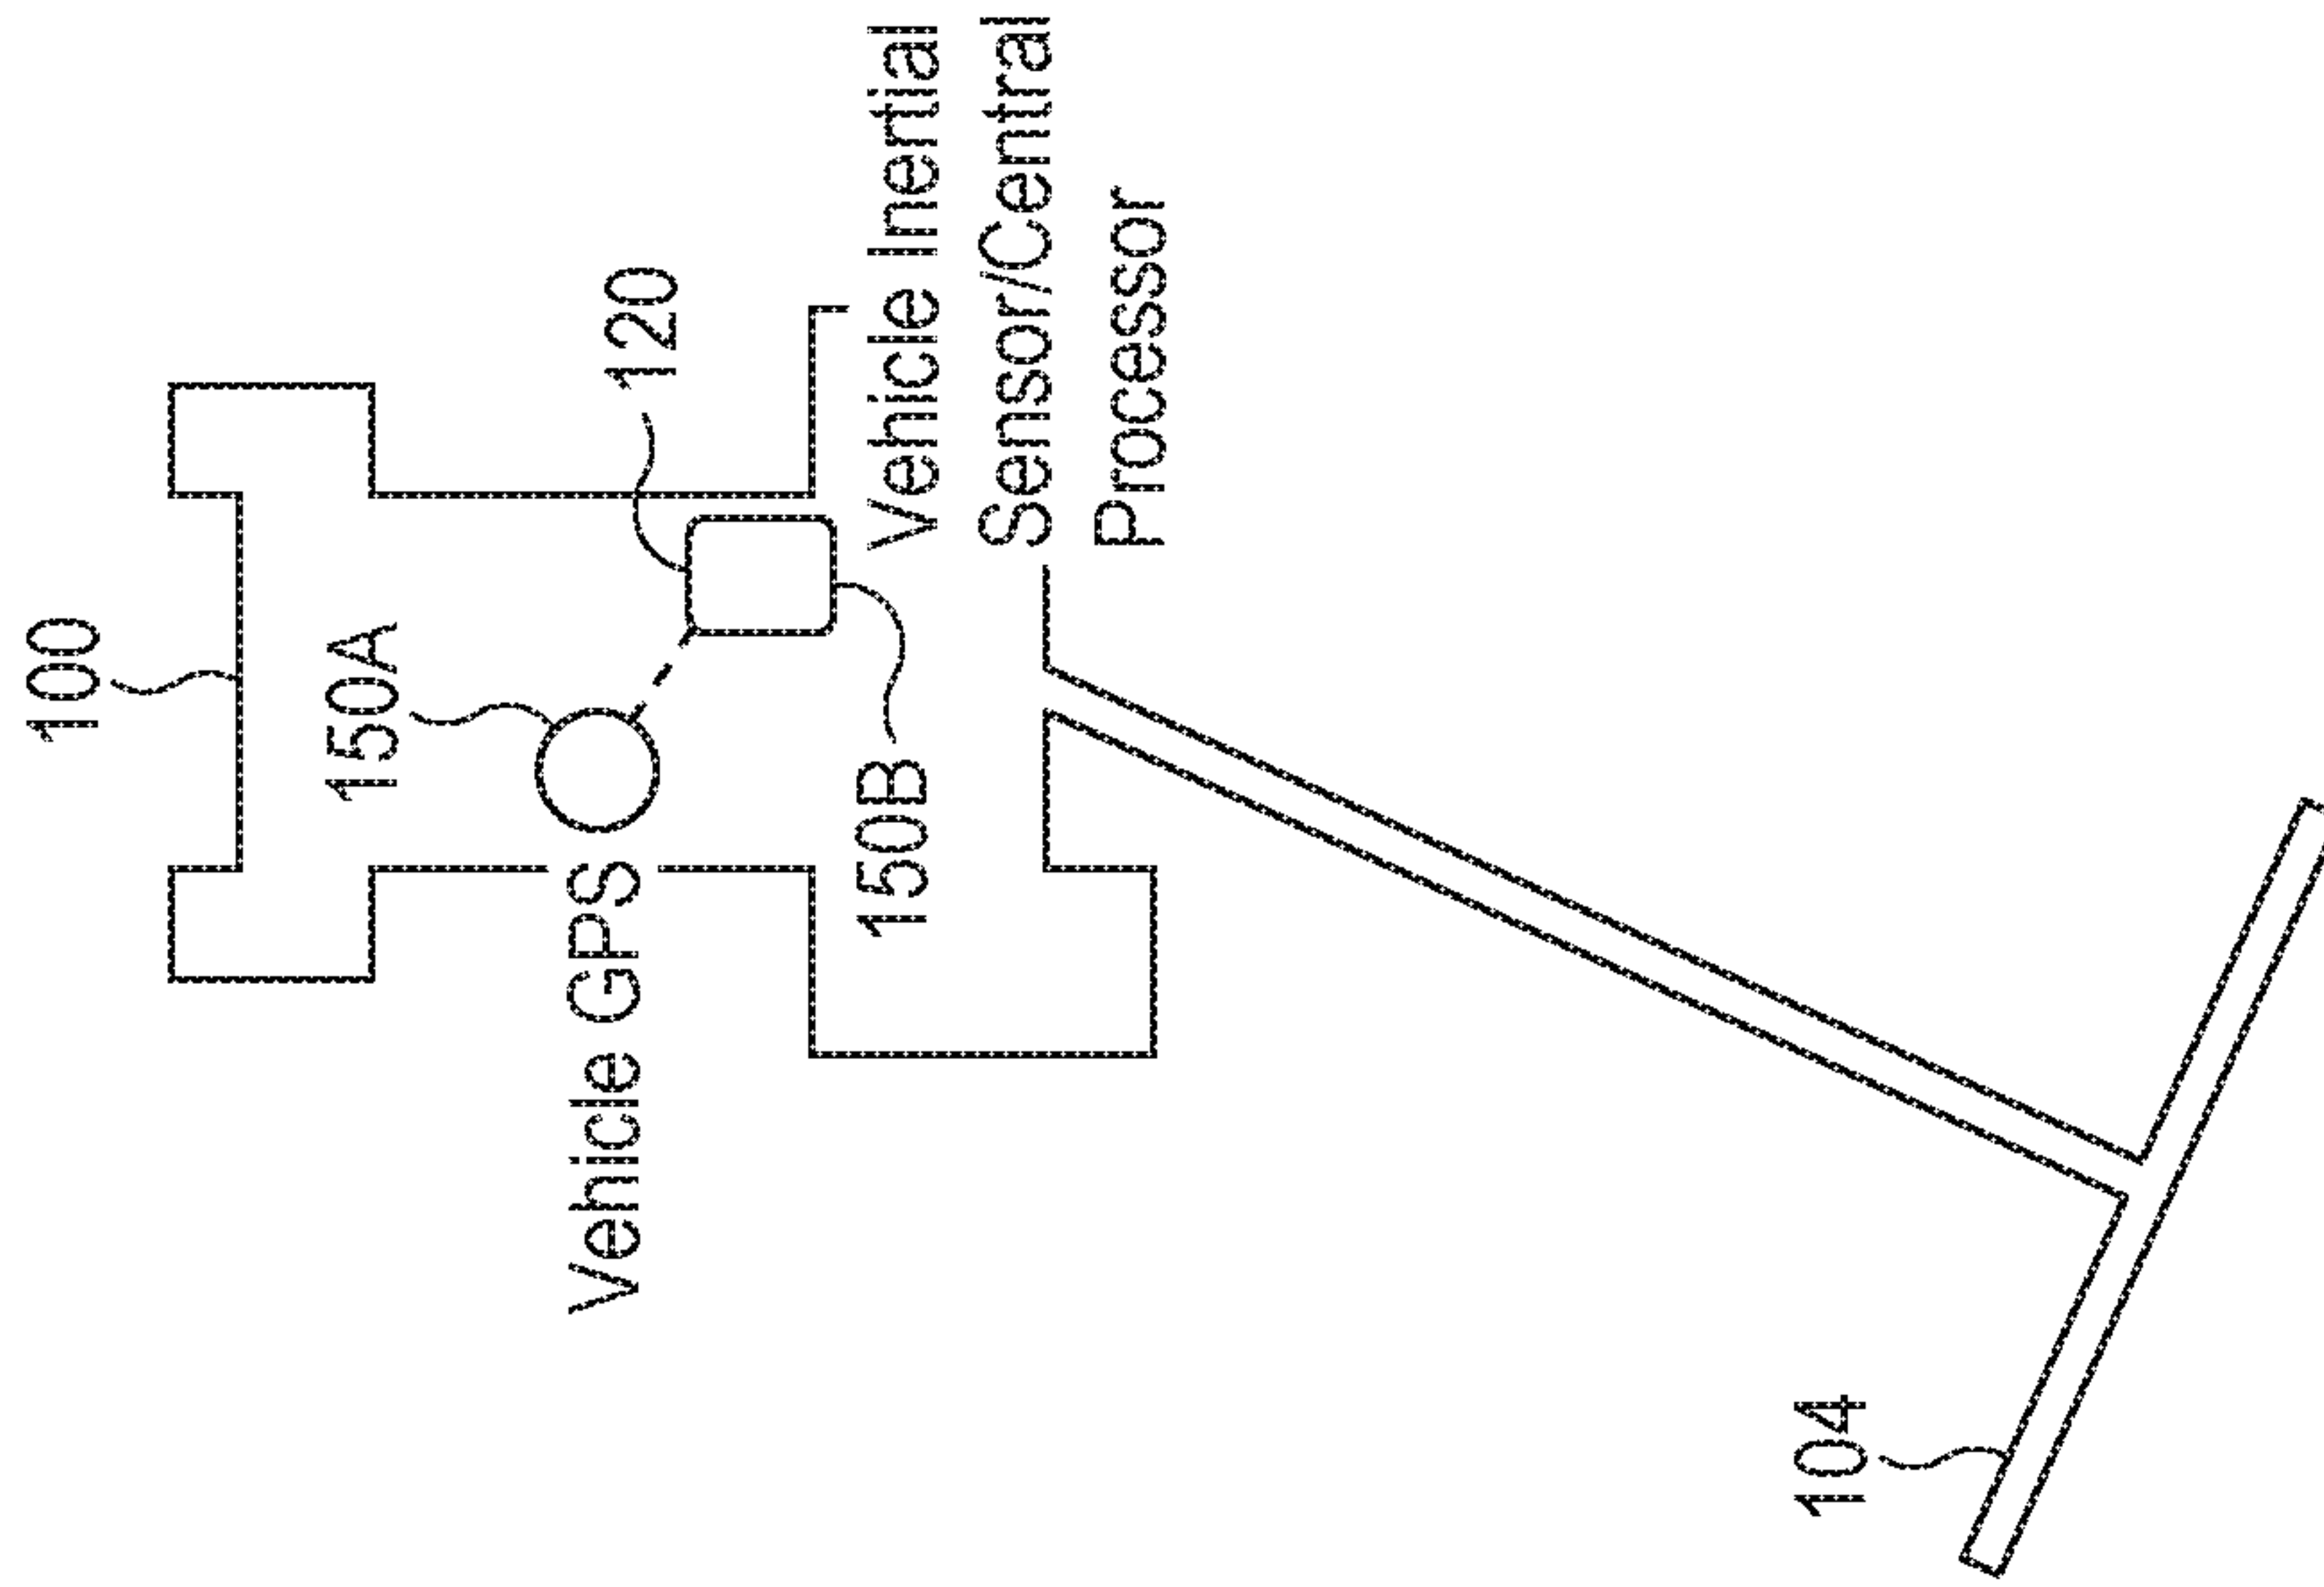 100
150A
120
Vehicle GPS
150B
Vehicle Inertial
Sensor/Central
Processor
104